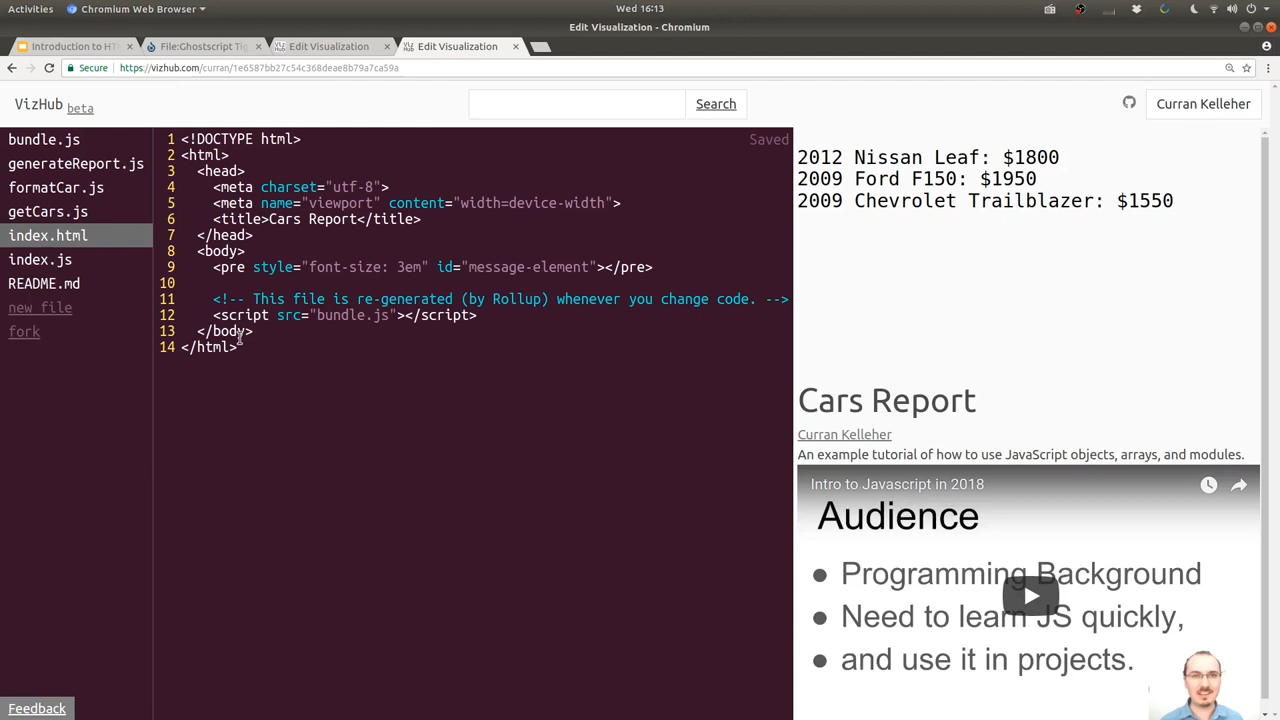 Activities Chromium Web Browser Wed 16:13
Edit Visualization - Chromium
Introduction to HT File:Ghostscript Tig Edit Visualization Edit Visualization
Secure https://vizhub.com/curran/1e6587bb27c54c368deae8b79a7ca59a
VizHub beta Search Curran Kelleher
bundle.js
generateReport.js
formatCar.js
getCars.js
index.html
index.js
README.md
new file
fork
Feedback
Saved
1 <!DOCTYPE html>
2 <html>
3 <head>
4 <meta charset="utf-8">
5 <meta name="viewport" content="width=device-width">
6 <title>Cars Report</title>
7 </head>
8 <body>
9 <pre style="font-size: 3em" id="message-element"></pre>
10
11 <!-- This file is re-generated (by Rollup) whenever you change code. -->
12 <script src="bundle.js"></script>
13 </body>
14 </html>
2012 Nissan Leaf: $1800
2009 Ford F150: $1950
2009 Chevrolet Trailblazer: $1550
Cars Report
Curran Kelleher
An example tutorial of how to use JavaScript objects, arrays, and modules.
Intro to Javascript in 2018
Audience
● Programming Background
● Need to learn JS quickly,
● and use it in projects.